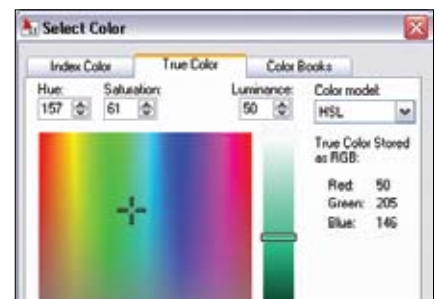 Select Color
Index Color True Color Color Books
Hue: Saturation: Luminance: Color model:
157 61 50 HSL
True Color Stored
as RGB:
Red: 50
Green: 205
Blue: 146